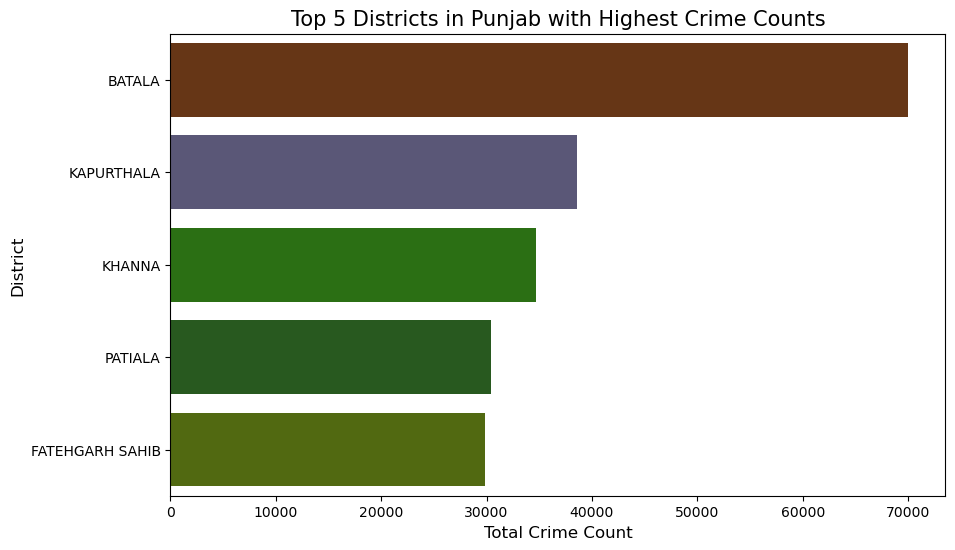 Top 5 Districts in Punjab with Highest Crime Counts
BATALA
KAPURTHALA
KHANNA
PATIALA
FATEHGARH SAHIB
District
0 10000 20000 30000 40000 50000 60000 70000
Total Crime Count